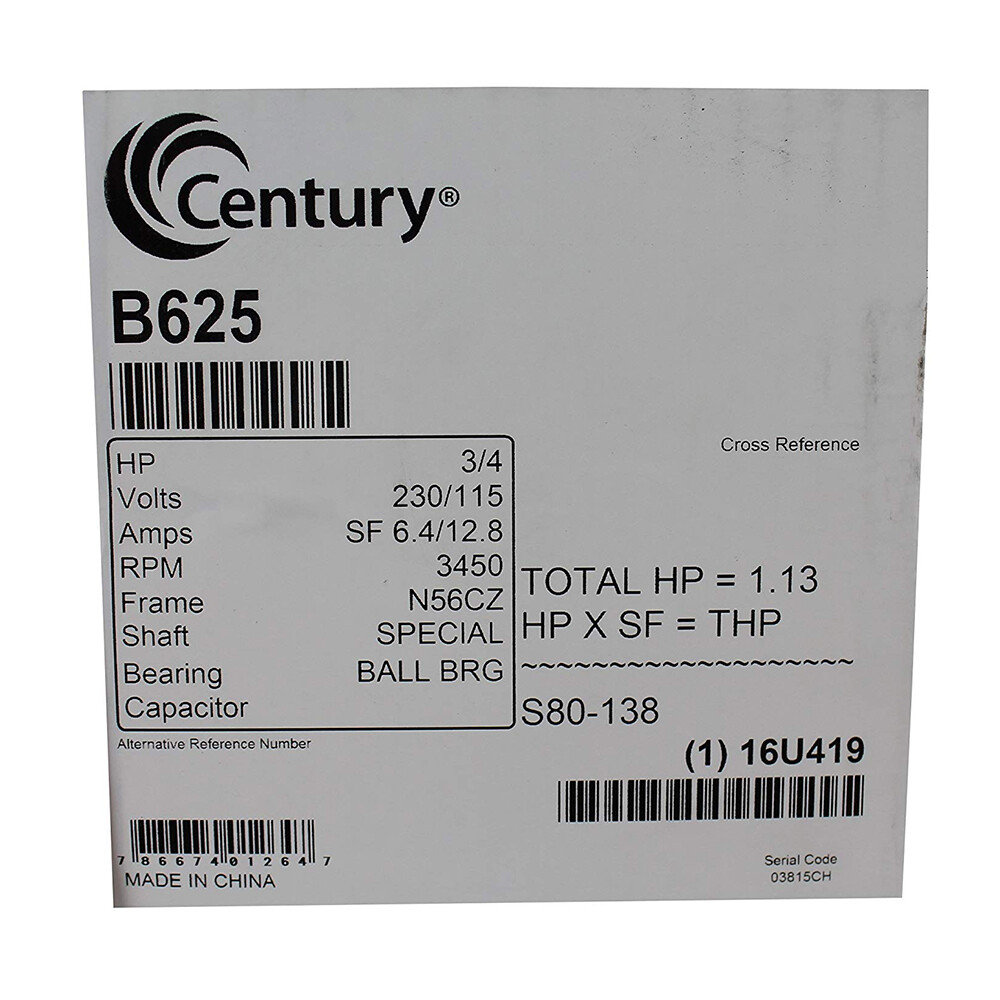 Century®
B625
HP 3/4
Volts 230/115
Amps SF 6.4/12.8
RPM 3450
Frame N56CZ
Shaft SPECIAL
Bearing BALL BRG
Capacitor
Cross Reference
TOTAL HP = 1.13
HP X SF = THP
~~~~~~~~~~~~~~~~~~~
S80-138
Alternative Reference Number
(1) 16U419
7 86674 01264 7
MADE IN CHINA
Serial Code
03815CH